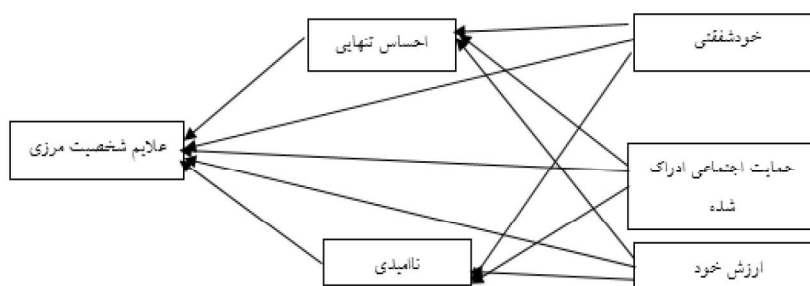 خودشفقتی
احساس تنهایی
علایم شخصیت مرزی
حمایت اجتماعی ادراک
شده
ناامیدی
ارزش خود